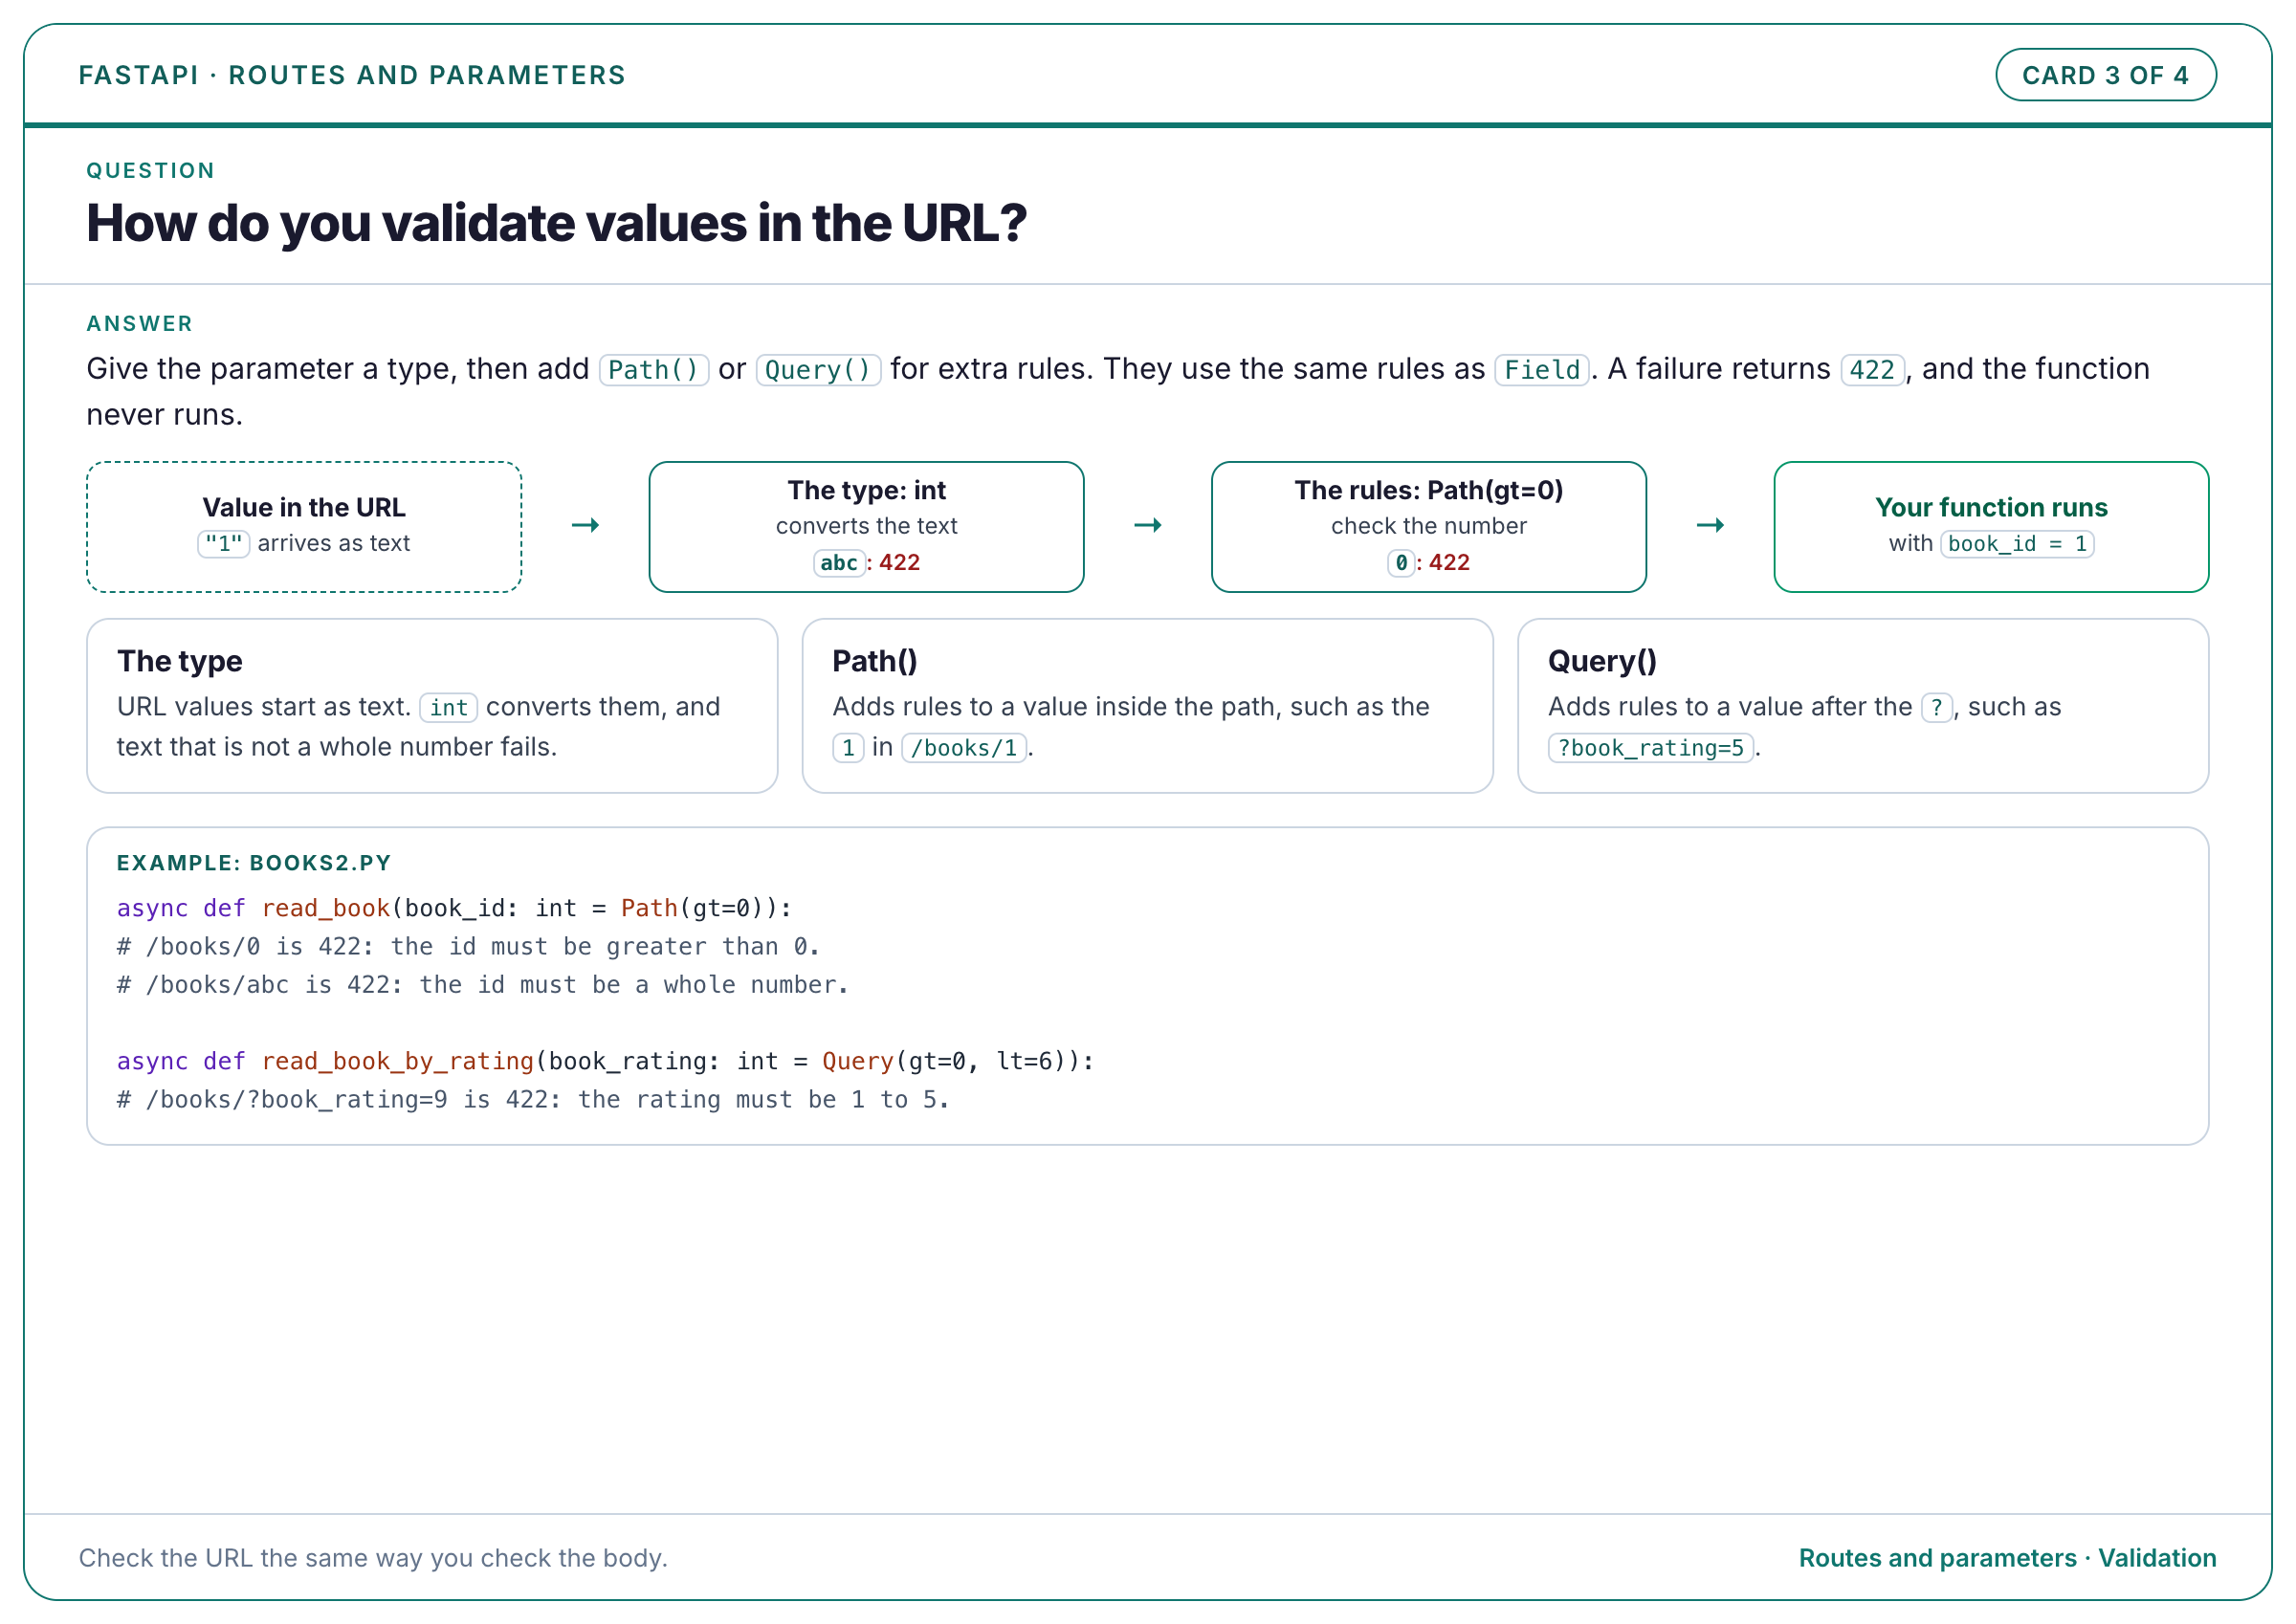 FASTAPI · ROUTES AND PARAMETERS
CARD 3 OF 4
QUESTION
How do you validate values in the URL?
ANSWER
Give the parameter a type, then add Path() or Query() for extra rules. They use the same rules as Field. A failure returns 422, and the function
never runs.
Value in the URL
"1" arrives as text
→
The type: int
converts the text
abc: 422
→
The rules: Path(gt=0)
check the number
0: 422
→
Your function runs
with book_id = 1
The type
URL values start as text. int converts them, and
text that is not a whole number fails.
Path()
Adds rules to a value inside the path, such as the
1 in /books/1.
Query()
Adds rules to a value after the ?, such as
?book_rating=5.
EXAMPLE: BOOKS2.PY
async def read_book(book_id: int = Path(gt=0)):
# /books/0 is 422: the id must be greater than 0.
# /books/abc is 422: the id must be a whole number.
async def read_book_by_rating(book_rating: int = Query(gt=0, lt=6)):
# /books/?book_rating=9 is 422: the rating must be 1 to 5.
Check the URL the same way you check the body.
Routes and parameters · Validation